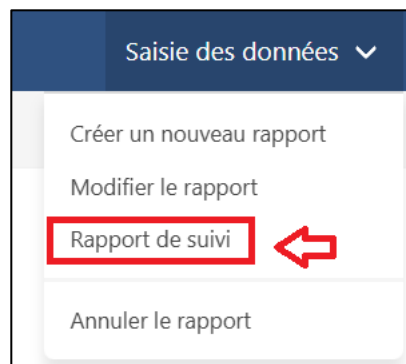 Saisie des données
Créer un nouveau rapport
Modifier le rapport
Rapport de suivi
Annuler le rapport